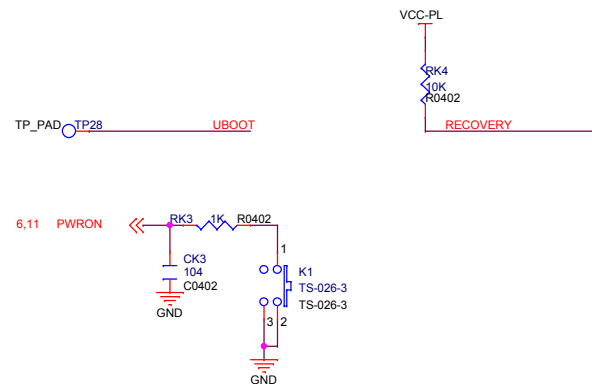 VCC-PL
RK4
10K
R0402
TP_PAD TP28 UBOOT RECOVERY
6,11 PWRON RK3 1K R0402
1
CK3
104
C0402
K1
TS-026-3
TS-026-3
GND
3 2
GND